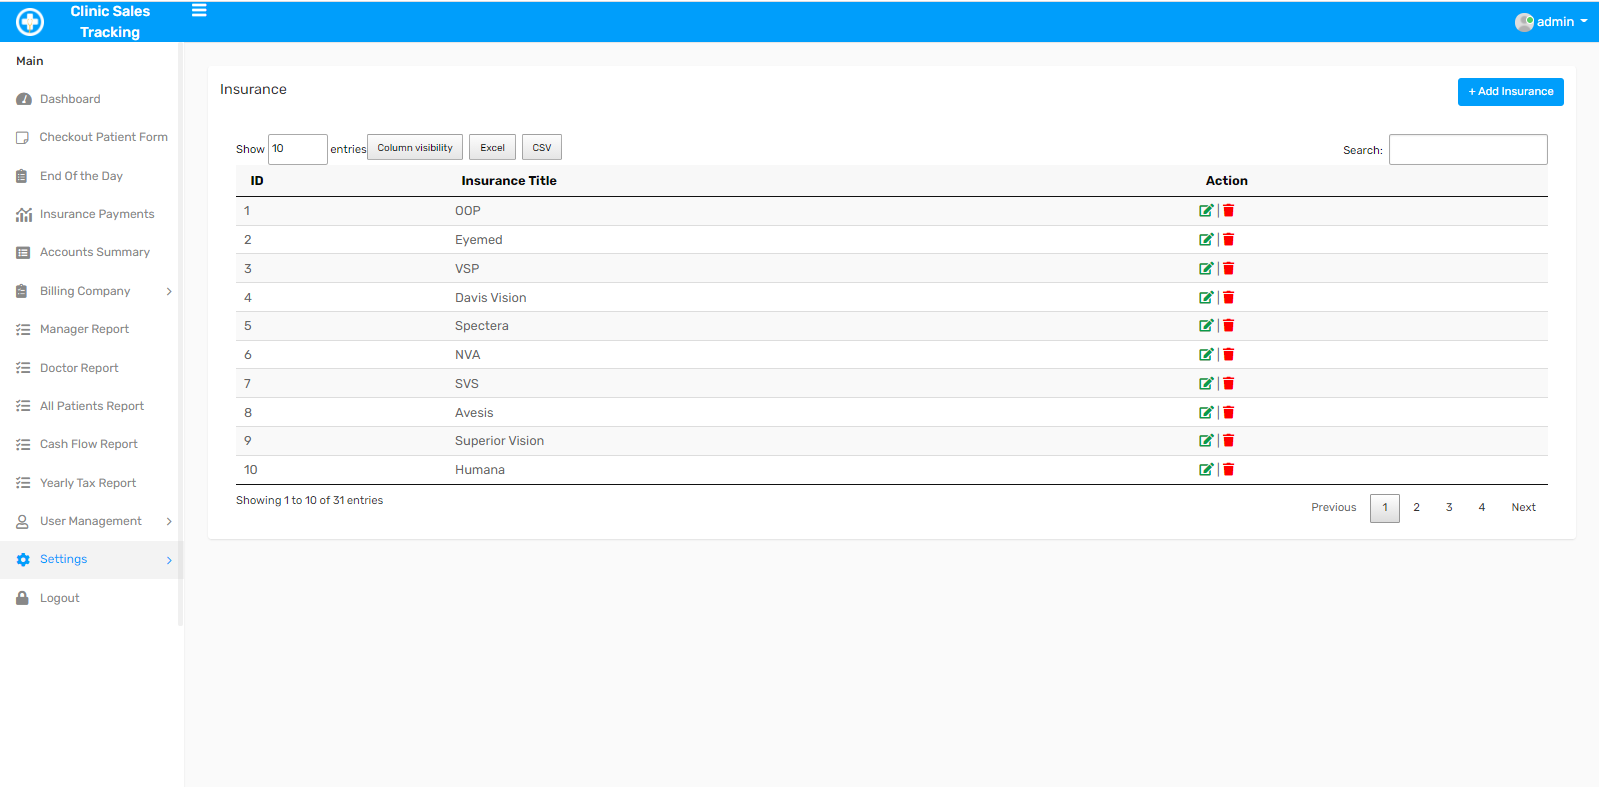 Clinic Sales
Tracking
admin
Main
Dashboard
Checkout Patient Form
End Of the Day
Insurance Payments
Accounts Summary
Billing Company
Manager Report
Doctor Report
All Patients Report
Cash Flow Report
Yearly Tax Report
User Management
Settings
Logout
Insurance
+ Add Insurance
Show 10 entries Column visibility Excel CSV Search:
ID Insurance Title Action
1 OOP |
2 Eyemed |
3 VSP |
4 Davis Vision |
5 Spectera |
6 NVA |
7 SVS |
8 Avesis |
9 Superior Vision |
10 Humana |
Showing 1 to 10 of 31 entries
Previous 1 2 3 4 Next